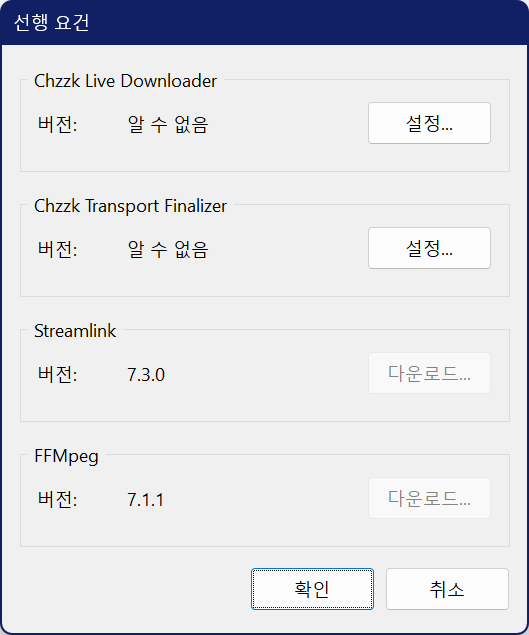 선행 요건
Chzzk Live Downloader
버전: 알 수 없음 설정...
Chzzk Transport Finalizer
버전: 알 수 없음 설정...
Streamlink
버전: 7.3.0 다운로드...
FFMpeg
버전: 7.1.1 다운로드...
확인 취소